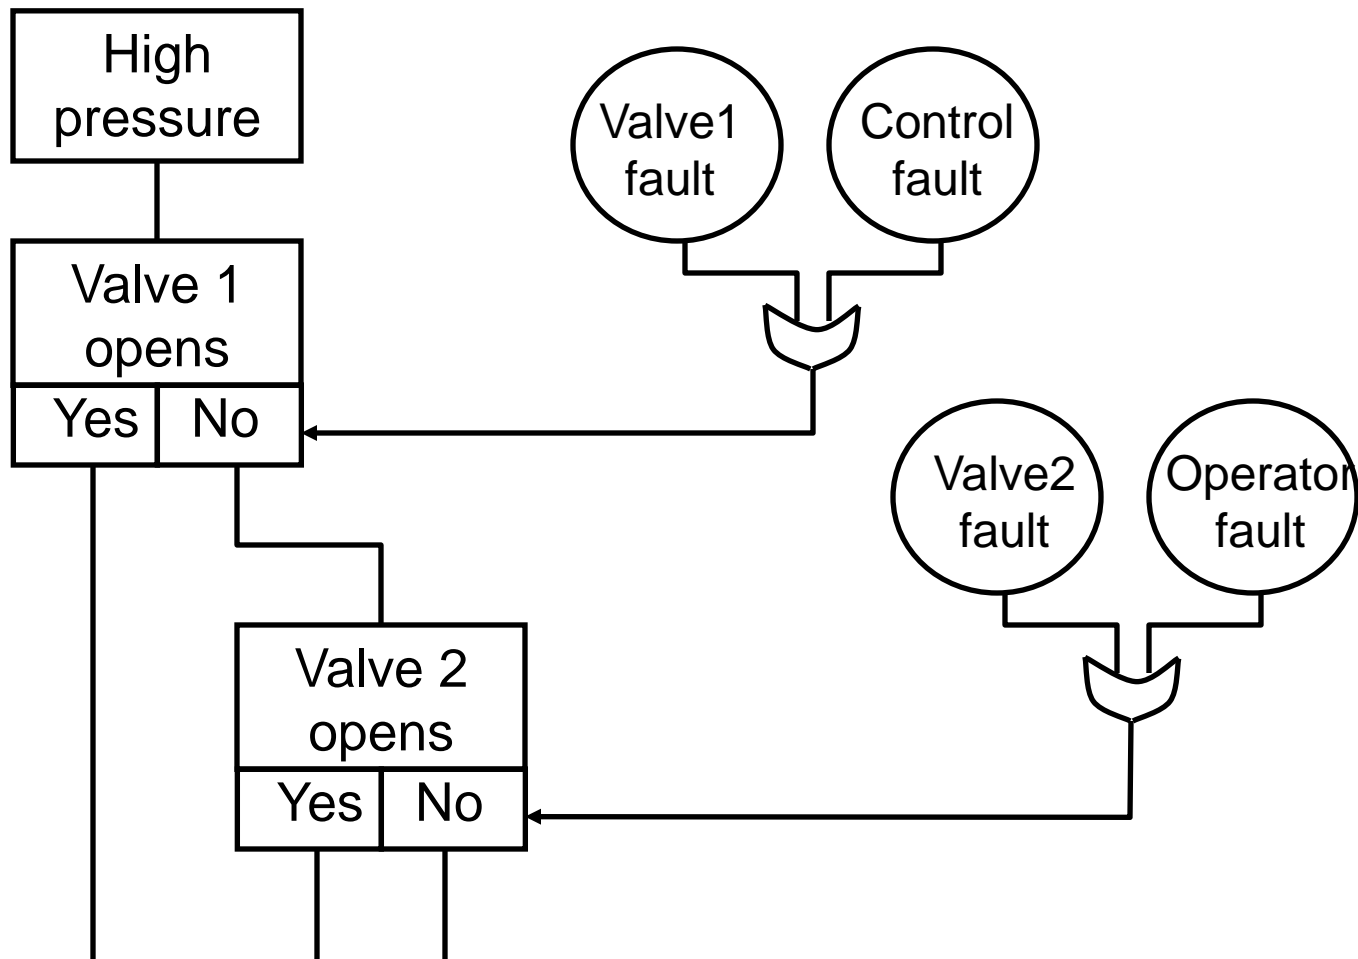 High
pressure
Valve1
fault
Control
fault
Valve 1
opens
Yes
No
Valve2
fault
Operator
fault
Valve 2
opens
Yes
No